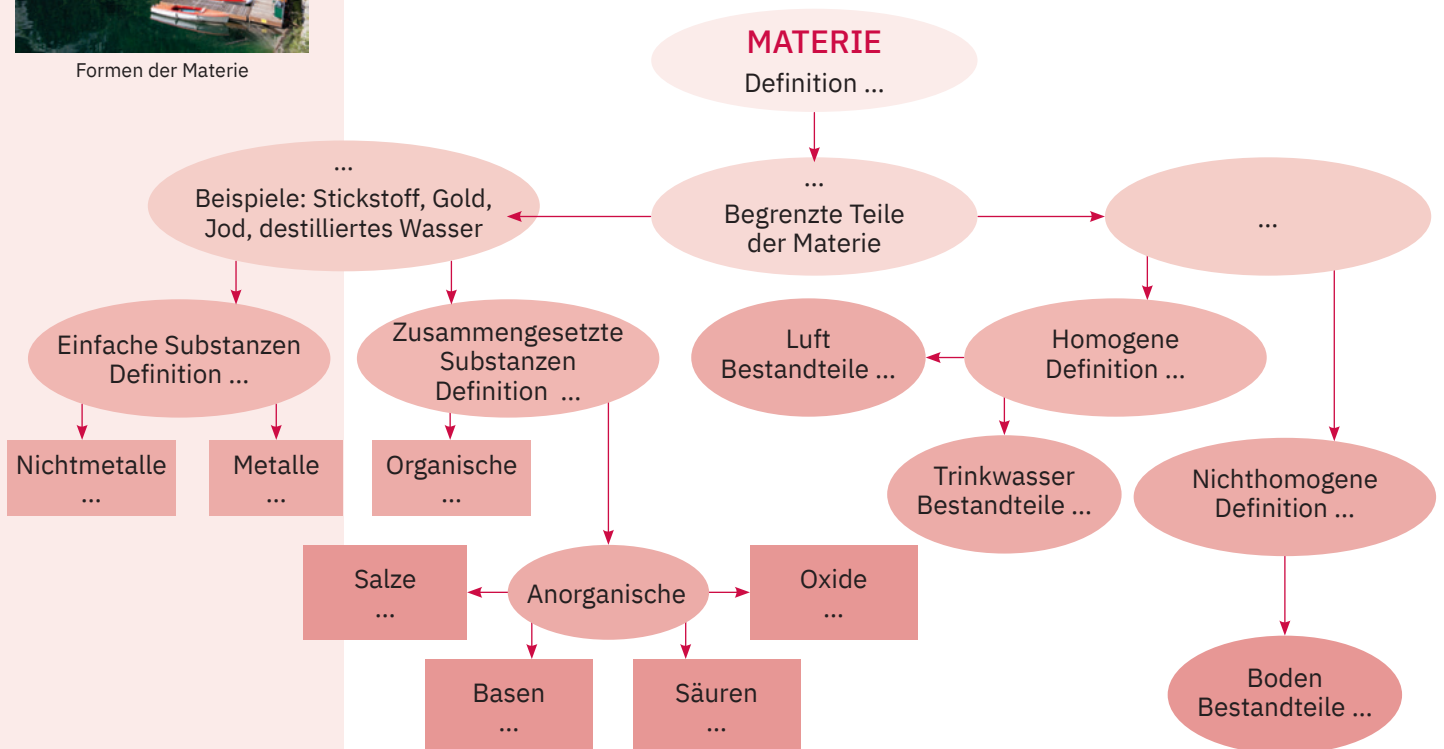 Formen der Materie
MATERIE
Definition ...
...
Beispiele: Stickstoff, Gold,
Jod, destilliertes Wasser
...
Begrenzte Teile
der Materie
...
Einfache Substanzen
Definition ...
Zusammengesetzte
Substanzen
Definition ...
Luft
Bestandteile ...
Homogene
Definition ...
Nichtmetalle
...
Metalle
...
Organische
...
Trinkwasser
Bestandteile ...
Nichthomogene
Definition ...
Salze
...
Anorganische
Oxide
...
Basen
...
Säuren
...
Boden
Bestandteile ...